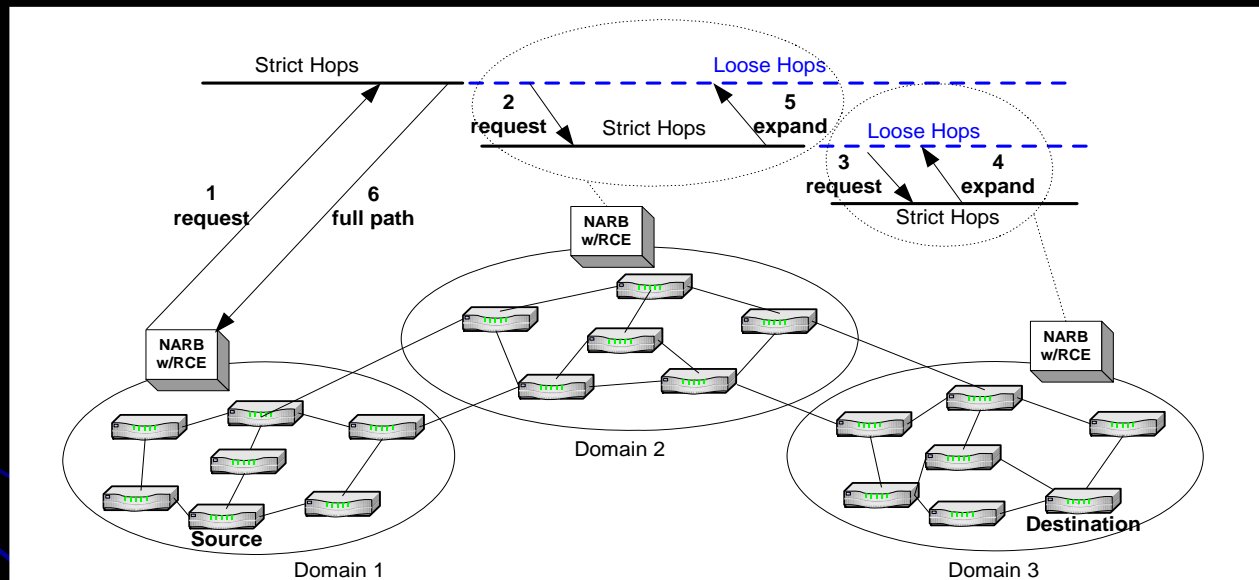 Strict Hops
Loose Hops
2
request
Strict Hops
5
expand
Loose Hops
3
request
4
expand
Strict Hops
1
request
6
full path
NARB
w/RCE
NARB
w/RCE
NARB
w/RCE
Domain 2
Source
Destination
Domain 1
Domain 3